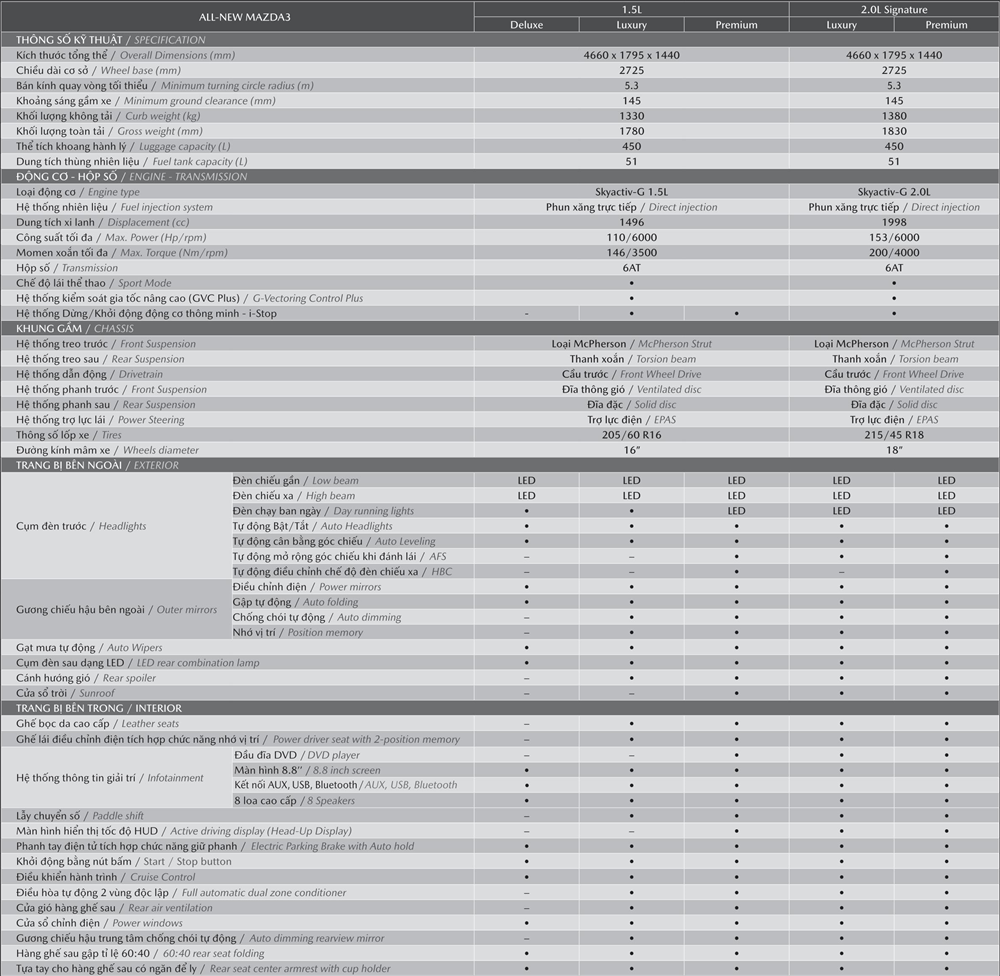 ALL-NEW MAZDA3 1.5L 2.0L Signature
Deluxe Luxury Premium Luxury Premium
THÔNG SỐ KỸ THUẬT / SPECIFICATION
Kích thước tổng thể / Overall Dimensions (mm) 4660 x 1795 x 1440 4660 x 1795 x 1440
Chiều dài cơ sở / Wheel base (mm) 2725 2725
Bán kính quay vòng tối thiểu / Minimum turning circle radius (m) 5.3 5.3
Khoảng sáng gầm xe / Minimum ground clearance (mm) 145 145
Khối lượng không tải / Curb weight (kg) 1330 1380
Khối lượng toàn tải / Gross weight (mm) 1780 1830
Thể tích khoang hành lý / Luggage capacity (L) 450 450
Dung tích thùng nhiên liệu / Fuel tank capacity (L) 51 51
ĐỘNG CƠ - HỘP SỐ / ENGINE - TRANSMISSION
Loại động cơ / Engine type Skyactiv-G 1.5L Skyactiv-G 2.0L
Hệ thống nhiên liệu / Fuel injection system Phun xăng trực tiếp / Direct injection Phun xăng trực tiếp / Direct injection
Dung tích xi lanh / Displacement (cc) 1496 1998
Công suất tối đa / Max. Power (Hp/rpm) 110/6000 153/6000
Momen xoắn tối đa / Max. Torque (Nm/rpm) 146/3500 200/4000
Hộp số / Transmission 6AT 6AT
Chế độ lái thể thao / Sport Mode • •
Hệ thống kiểm soát gia tốc nâng cao (GVC Plus) / G-Vectoring Control Plus • •
Hệ thống Dừng/Khởi động động cơ thông minh - i-Stop - • • •
KHUNG GẦM / CHASSIS
Hệ thống treo trước / Front Suspension Loại McPherson / McPherson Strut Loại McPherson / McPherson Strut
Hệ thống treo sau / Rear Suspension Thanh xoắn / Torsion beam Thanh xoắn / Torsion beam
Hệ thống dẫn động / Drivetrain Cầu trước / Front Wheel Drive Cầu trước / Front Wheel Drive
Hệ thống phanh trước / Front Suspension Đĩa thông gió / Ventilated disc Đĩa thông gió / Ventilated disc
Hệ thống phanh sau / Rear Suspension Đĩa đặc / Solid disc Đĩa đặc / Solid disc
Hệ thống trợ lực lái / Power Steering Trợ lực điện / EPAS Trợ lực điện / EPAS
Thông số lốp xe / Tires 205/60 R16 215/45 R18
Đường kính mâm xe / Wheels diameter 16" 18"
TRANG BỊ BÊN NGOÀI / EXTERIOR
Cụm đèn trước / Headlights
Đèn chiếu gần / Low beam LED LED LED LED LED
Đèn chiếu xa / High beam LED LED LED LED LED
Đèn chạy ban ngày / Day running lights • • LED LED LED
Tự động Bật/Tắt / Auto Headlights • • • • •
Tự động cân bằng góc chiếu / Auto Leveling • • • • •
Tự động mở rộng góc chiếu khi đánh lái / AFS – – • • •
Tự động điều chỉnh chế độ đèn chiếu xa / HBC – – • – •
Gương chiếu hậu bên ngoài / Outer mirrors
Điều chỉnh điện / Power mirrors • • • • •
Gập tự động / Auto folding • • • • •
Chống chói tự động / Auto dimming – • • • •
Nhớ vị trí / Position memory – • • • •
Gạt mưa tự động / Auto Wipers • • • • •
Cụm đèn sau dạng LED / LED rear combination lamp • • • • •
Cánh hướng gió / Rear spoiler – • • • •
Cửa sổ trời / Sunroof – – • • •
TRANG BỊ BÊN TRONG / INTERIOR
Ghế bọc da cao cấp / Leather seats – • • • •
Ghế lái điều chỉnh điện tích hợp chức năng nhớ vị trí / Power driver seat with 2-position memory – • • • •
Hệ thống thông tin giải trí / Infotainment
Đầu đĩa DVD / DVD player – – • • •
Màn hình 8.8'' / 8.8 inch screen • • • • •
Kết nối AUX, USB, Bluetooth / AUX, USB, Bluetooth • • • • •
8 loa cao cấp / 8 Speakers • • • • •
Lẫy chuyển số / Paddle shift – • • • •
Màn hình hiển thị tốc độ HUD / Active driving display (Head-Up Display) – – • • •
Phanh tay điện tử tích hợp chức năng giữ phanh / Electric Parking Brake with Auto hold • • • • •
Khởi động bằng nút bấm / Start / Stop button • • • • •
Điều khiển hành trình / Cruise Control • • • • •
Điều hòa tự động 2 vùng độc lập / Full automatic dual zone conditioner – • • • •
Cửa gió hàng ghế sau / Rear air ventilation – • • • •
Cửa sổ chỉnh điện / Power windows • • • • •
Gương chiếu hậu trung tâm chống chói tự động / Auto dimming rearview mirror – • • • •
Hàng ghế sau gập tỉ lệ 60:40 / 60:40 rear seat folding • • • • •
Tựa tay cho hàng ghế sau có ngăn để ly / Rear seat center armrest with cup holder • • • • •